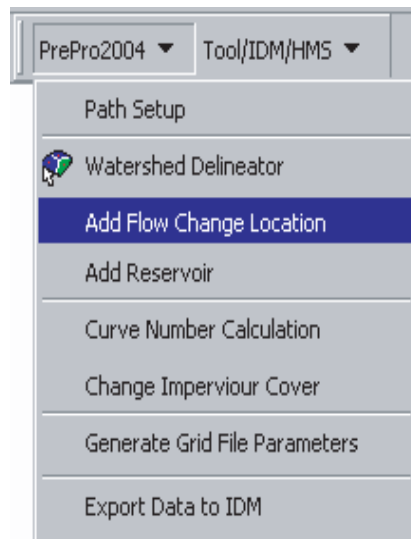 PrePro2004 Tool/IDM/HMS
Path Setup
Watershed Delineator
Add Flow Change Location
Add Reservoir
Curve Number Calculation
Change Imperviour Cover
Generate Grid File Parameters
Export Data to IDM